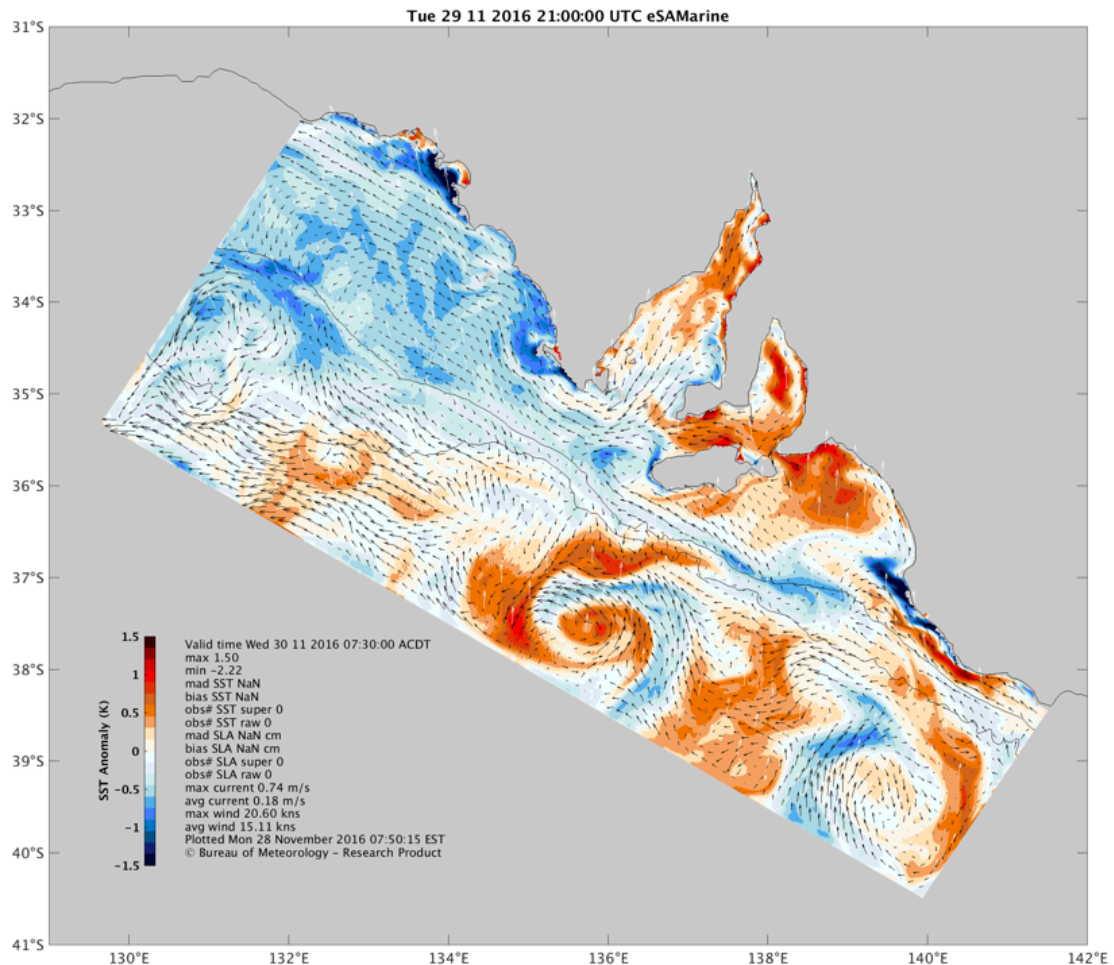 Tue 29 11 2016 21:00:00 UTC eSAMarine
31°S
32°S
33°S
34°S
35°S
36°S
37°S
38°S
39°S
40°S
41°S
1.5
1
0.5
0
-0.5
-1
-1.5
SST Anomaly (K)
Valid time Wed 30 11 2016 07:30:00 ACDT
max 1.50
min -2.22
mad SST NaN
bias SST NaN
obs# SST super 0
obs# SST raw 0
mad SLA NaN cm
bias SLA NaN cm
obs# SLA super 0
obs# SLA raw 0
max current 0.74 m/s
avg current 0.18 m/s
max wind 20.60 kns
avg wind 15.11 kns
Plotted Mon 28 November 2016 07:50:15 EST
© Bureau of Meteorology - Research Product
130°E
132°E
134°E
136°E
138°E
140°E
142°E